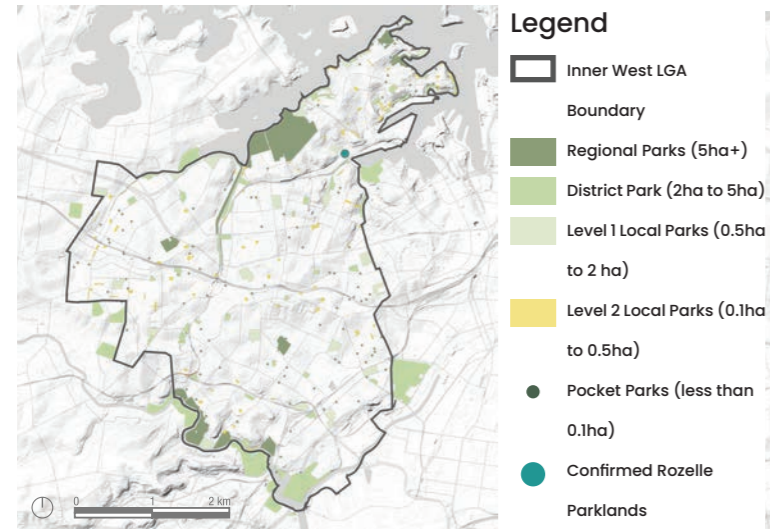 Legend
Inner West LGA
Boundary
Regional Parks (5ha+)
District Park (2ha to 5ha)
Level 1 Local Parks (0.5ha
to 2 ha)
Level 2 Local Parks (0.1ha
to 0.5ha)
Pocket Parks (less than
0.1ha)
Confirmed Rozelle
Parklands
0 1 2 km